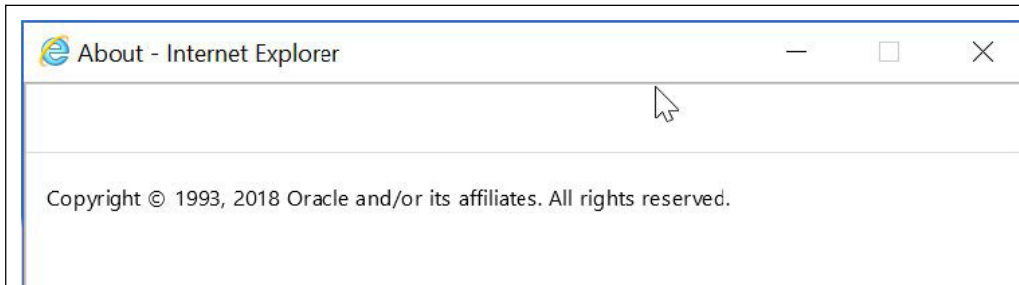 About - Internet Explorer
Copyright © 1993, 2018 Oracle and/or its affiliates. All rights reserved.